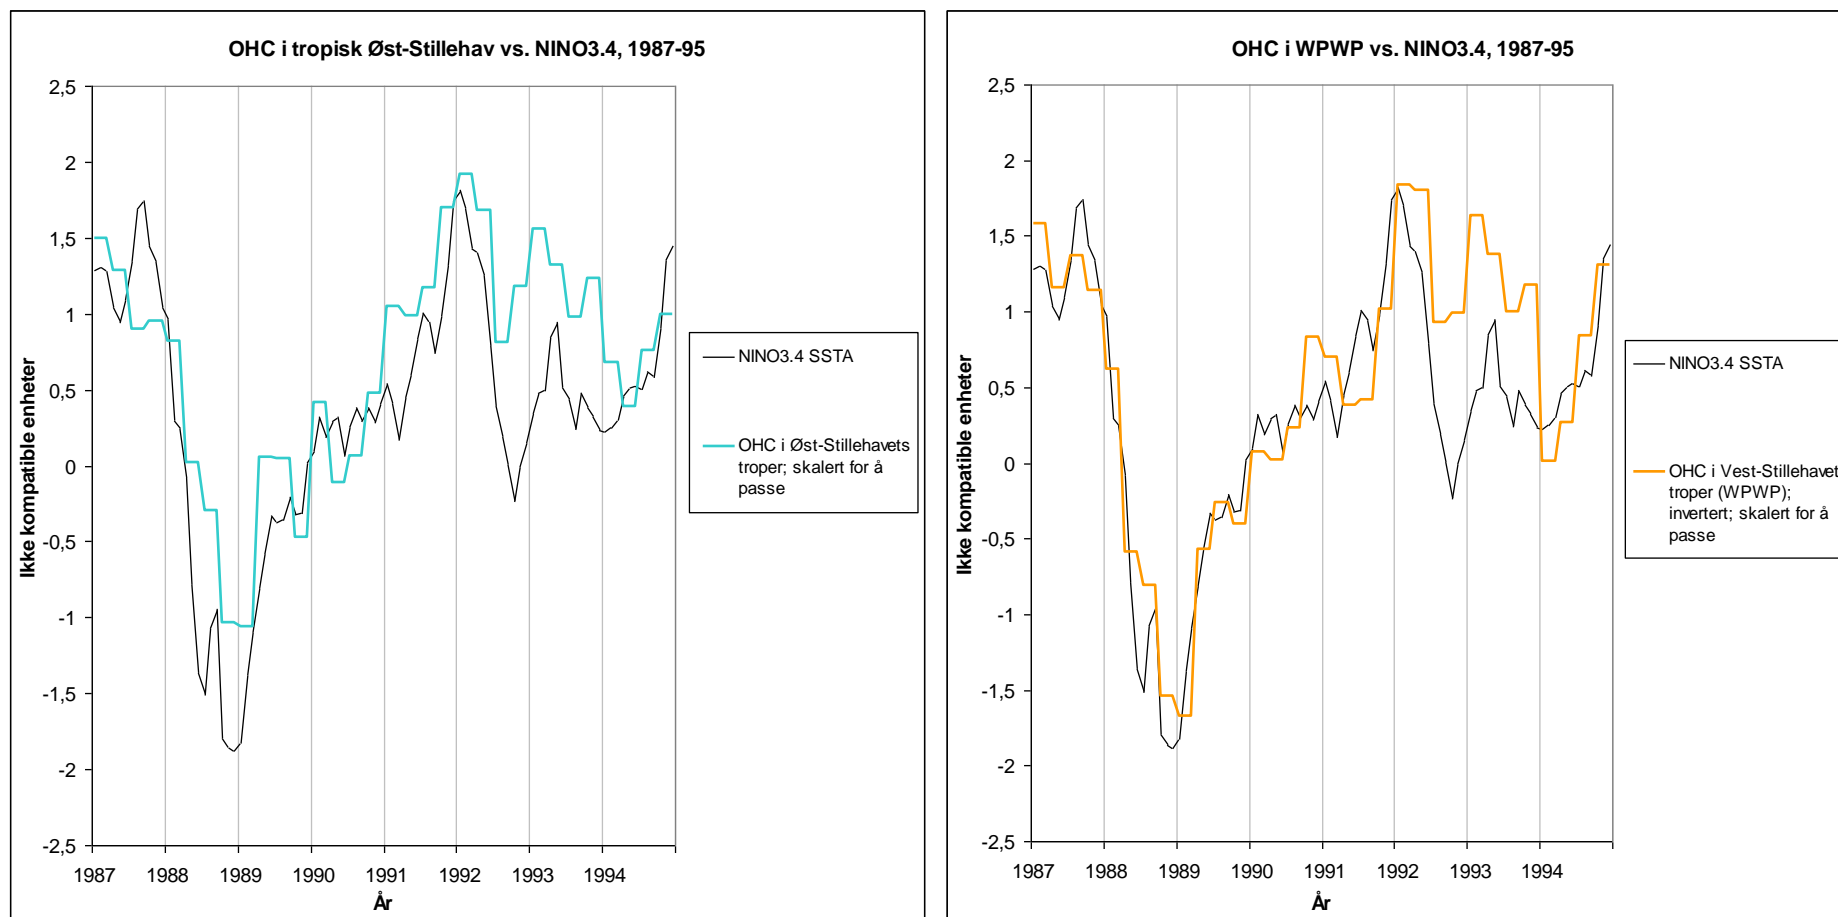 OHC i tropisk Øst-Stillehav vs. NINO3.4, 1987-95
2,5
2
1,5
1
0,5
0
-0,5
-1
-1,5
-2
-2,5
Ikke kompatible enheter
1987 1988 1989 1990 1991 1992 1993 1994
År
NINO3.4 SSTA
OHC i Øst-Stillehavets
troper; skalert for å
passe
OHC i WPWP vs. NINO3.4, 1987-95
2,5
2
1,5
1
0,5
0
-0,5
-1
-1,5
-2
-2,5
Ikke kompatible enheter
1987 1988 1989 1990 1991 1992 1993 1994
År
NINO3.4 SSTA
OHC i Vest-Stillehavet
troper (WPWP);
invertert; skalert for å
passe